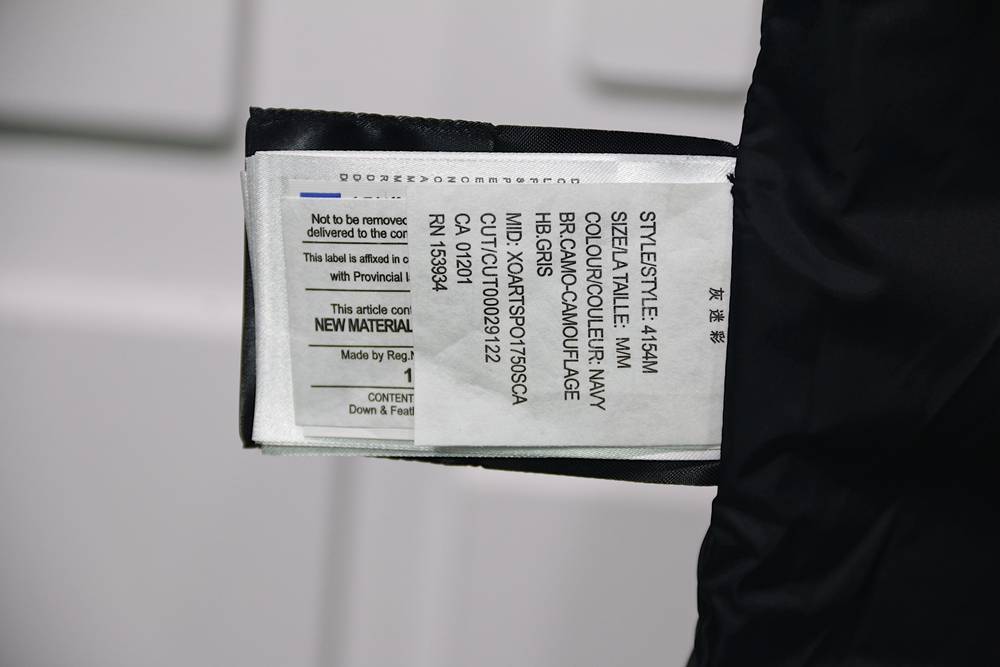 灰迷彩
STYLE/STYLE: 4154M
SIZE/LA TAILLE: M/M
COLOUR/COULEUR: NAVY
BR.CAMO-CAMOUFLAGE
HB.GRIS
MID: XOARTSPO1750SCA
CUT/CUT00029122
CA 01201
RN 153934
Not to be removed
delivered to the con
This label is affixed in c
with Provincial l
This article cont
NEW MATERIAL
Made by Reg.N
1
CONTENT
Down & Feat